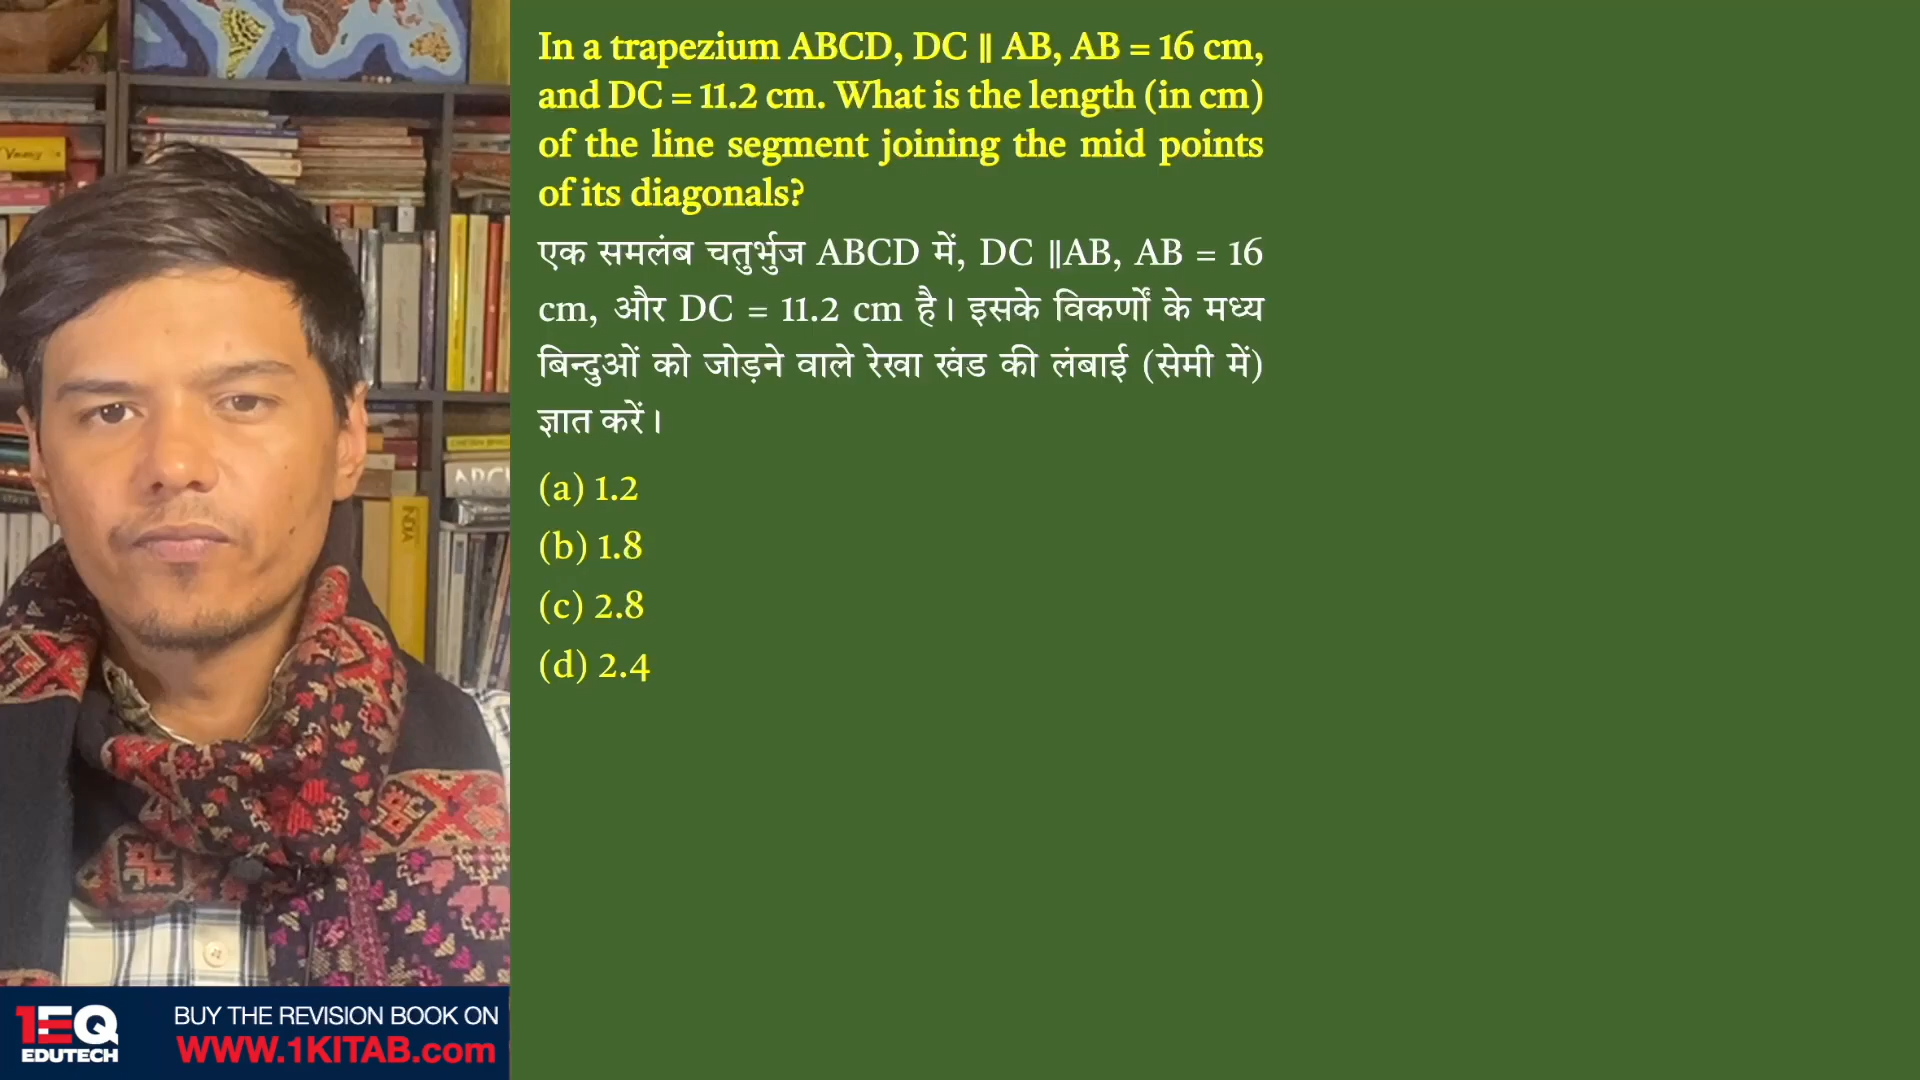 In a trapezium ABCD, DC ∥ AB, AB = 16 cm,
and DC = 11.2 cm. What is the length (in cm)
of the line segment joining the mid points
of its diagonals?
एक समलंब चतुर्भुज ABCD में, DC ∥AB, AB = 16
cm, और DC = 11.2 cm है। इसके विकर्णों के मध्य
बिन्दुओं को जोड़ने वाले रेखा खंड की लंबाई (सेमी में)
ज्ञात करें।
(a) 1.2
(b) 1.8
(c) 2.8
(d) 2.4
1EQ
EDUTECH
BUY THE REVISION BOOK ON
WWW.1KITAB.com